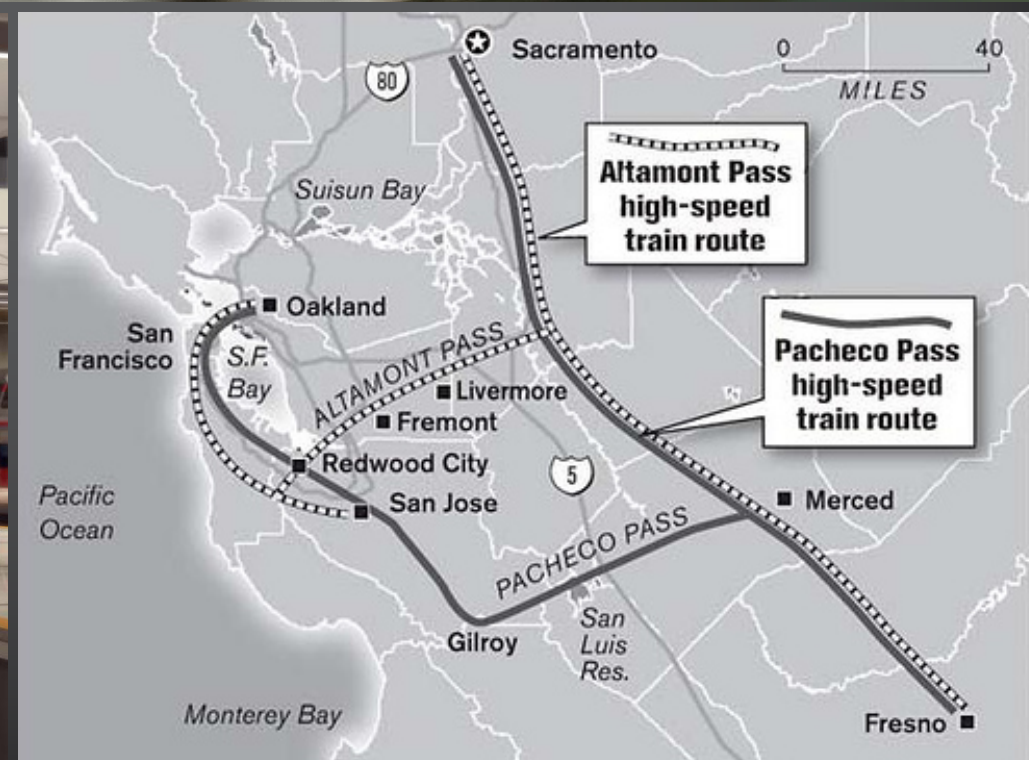 Sacramento
0 40
MILES
80
Altamont Pass
high-speed
train route
Suisun Bay
Oakland
San
Francisco
S.F.
Bay
ALTAMONT PASS
Livermore
Fremont
Pacheco Pass
high-speed
train route
Redwood City
5
San Jose
Merced
Pacific
Ocean
PACHECO PASS
San
Luis
Res.
Gilroy
Monterey Bay
Fresno